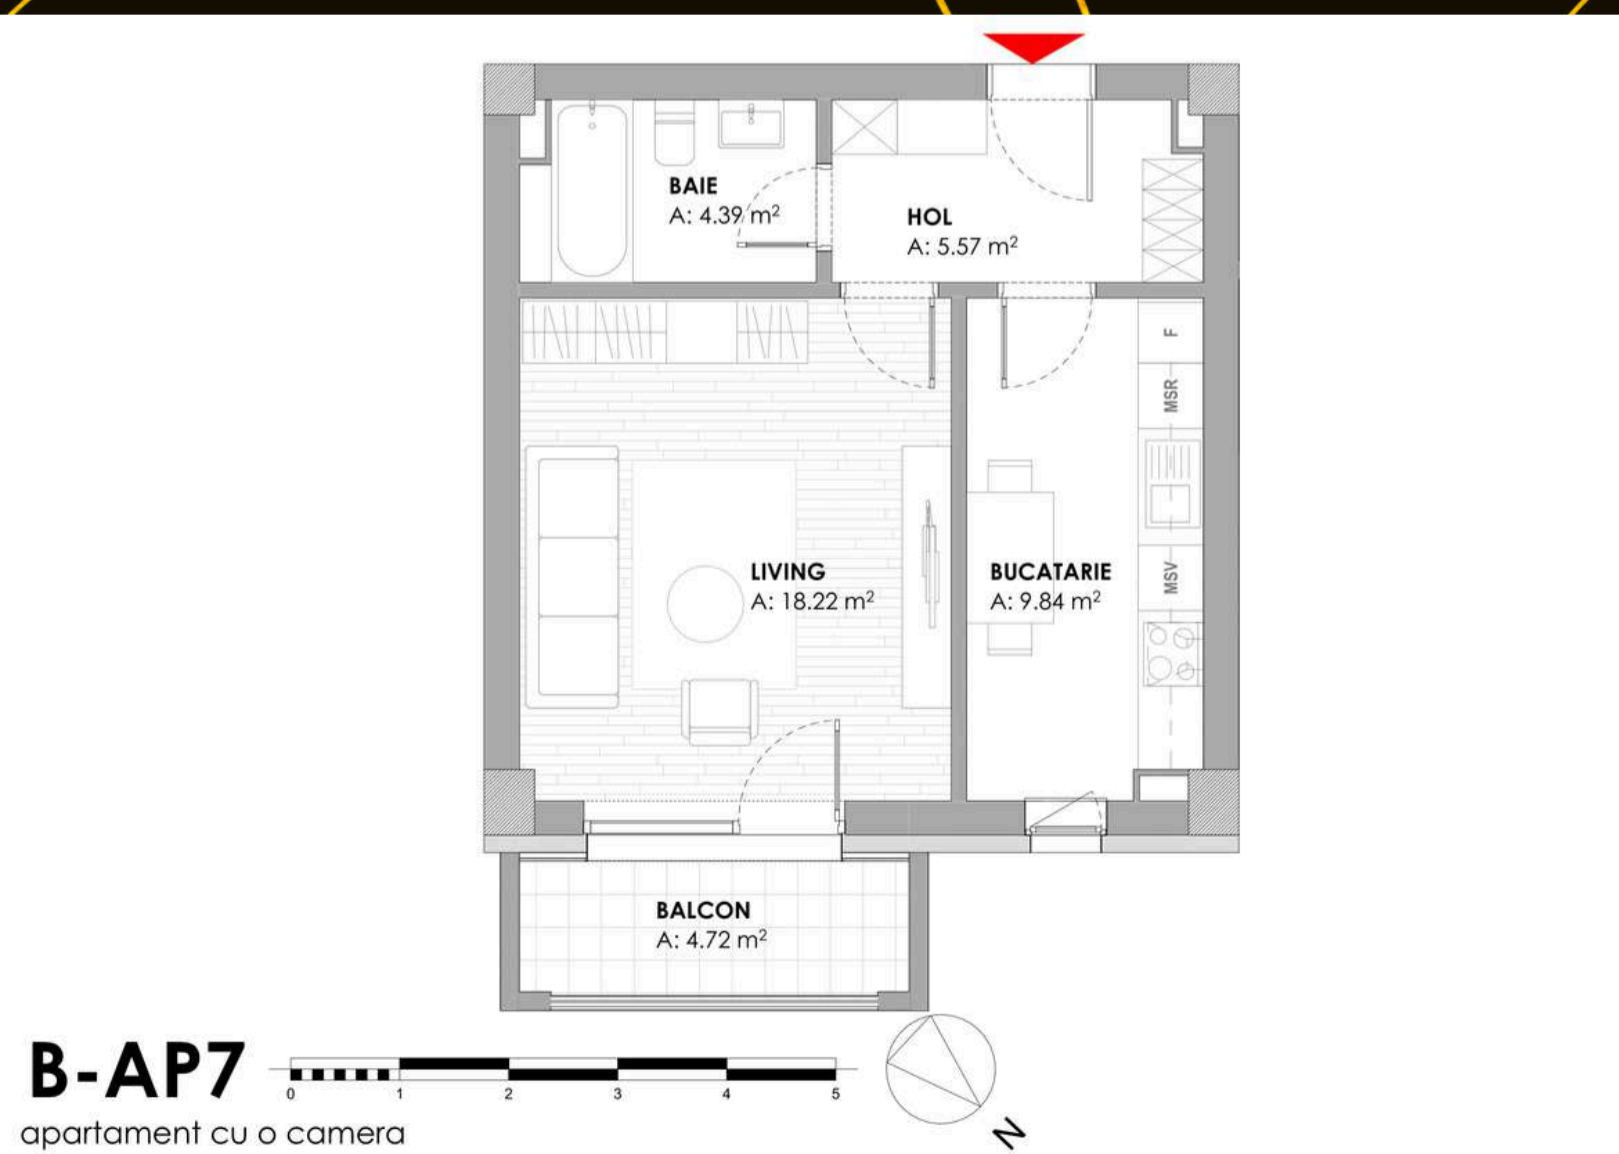 BAIE
A: 4.39 m²
HOL
A: 5.57 m²
F
MSR
LIVING
A: 18.22 m²
BUCATARIE
A: 9.84 m²
MSV
BALCON
A: 4.72 m²
B-AP7
0 1 2 3 4 5
apartament cu o camera
N